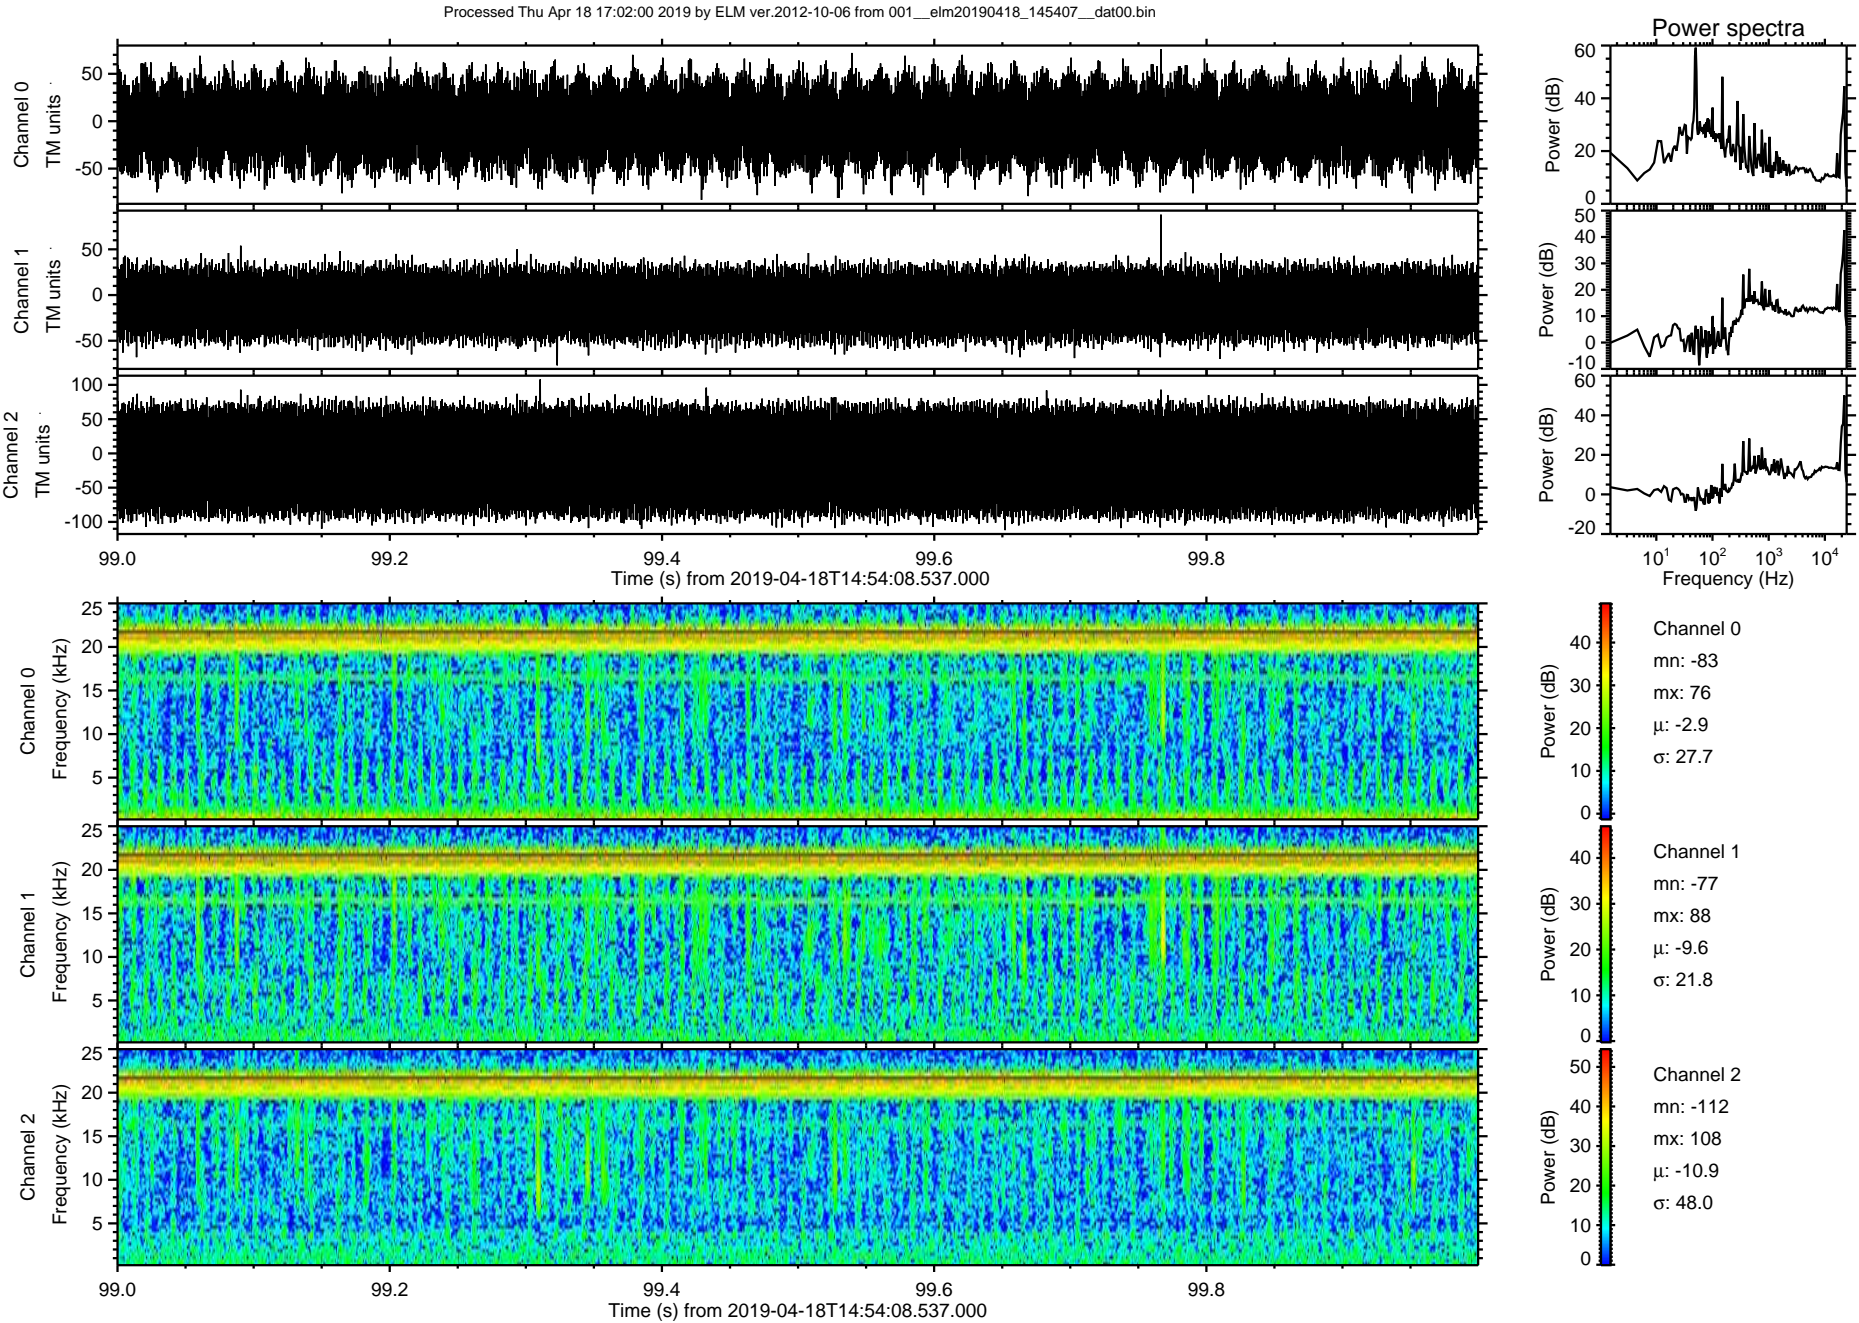 Processed Thu Apr 18 17:02:00 2019 by ELM ver.2012-10-06 from 001__elm20190418_145407__dat00.bin
Power spectra
Channel 0
TM units
50
0
-50
Power (dB)
60
40
20
0
Channel 1
TM units
50
0
-50
Power (dB)
50
40
30
20
10
0
-10
Channel 2
TM units
100
50
0
-50
-100
Power (dB)
60
40
20
0
-20
99.0
99.2
99.4
99.6
99.8
Time (s) from 2019-04-18T14:54:08.537.000
10^1
10^2
10^3
10^4
Frequency (Hz)
Channel 0
Frequency (kHz)
25
20
15
10
5
Power (dB)
40
30
20
10
0
Channel 0
mn: -83
mx: 76
μ: -2.9
σ: 27.7
Channel 1
Frequency (kHz)
25
20
15
10
5
Power (dB)
40
30
20
10
0
Channel 1
mn: -77
mx: 88
μ: -9.6
σ: 21.8
Channel 2
Frequency (kHz)
25
20
15
10
5
Power (dB)
50
40
30
20
10
0
Channel 2
mn: -112
mx: 108
μ: -10.9
σ: 48.0
99.0
99.2
99.4
99.6
99.8
Time (s) from 2019-04-18T14:54:08.537.000